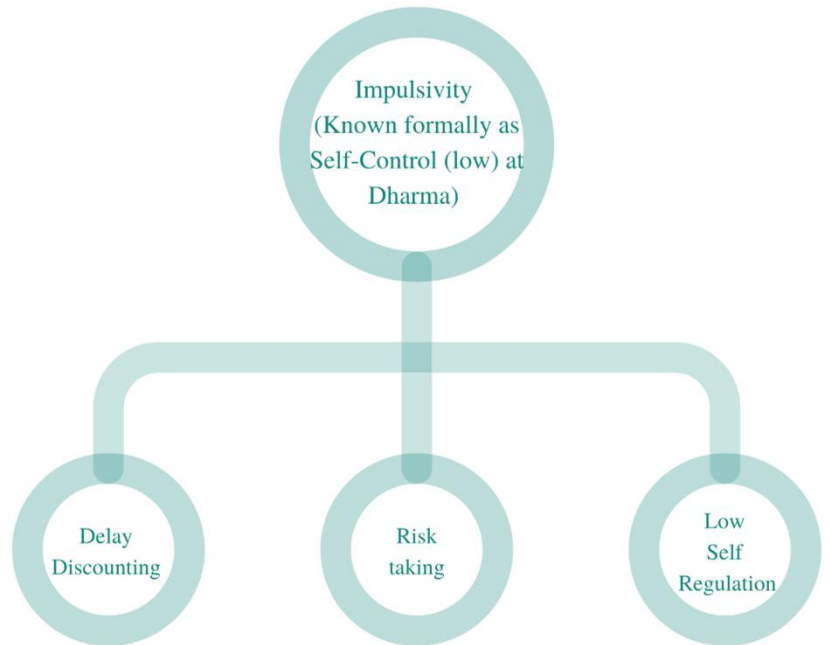 Impulsivity
(Known formally as
Self-Control (low) at
Dharma)
Delay
Discounting
Risk
taking
Low
Self
Regulation